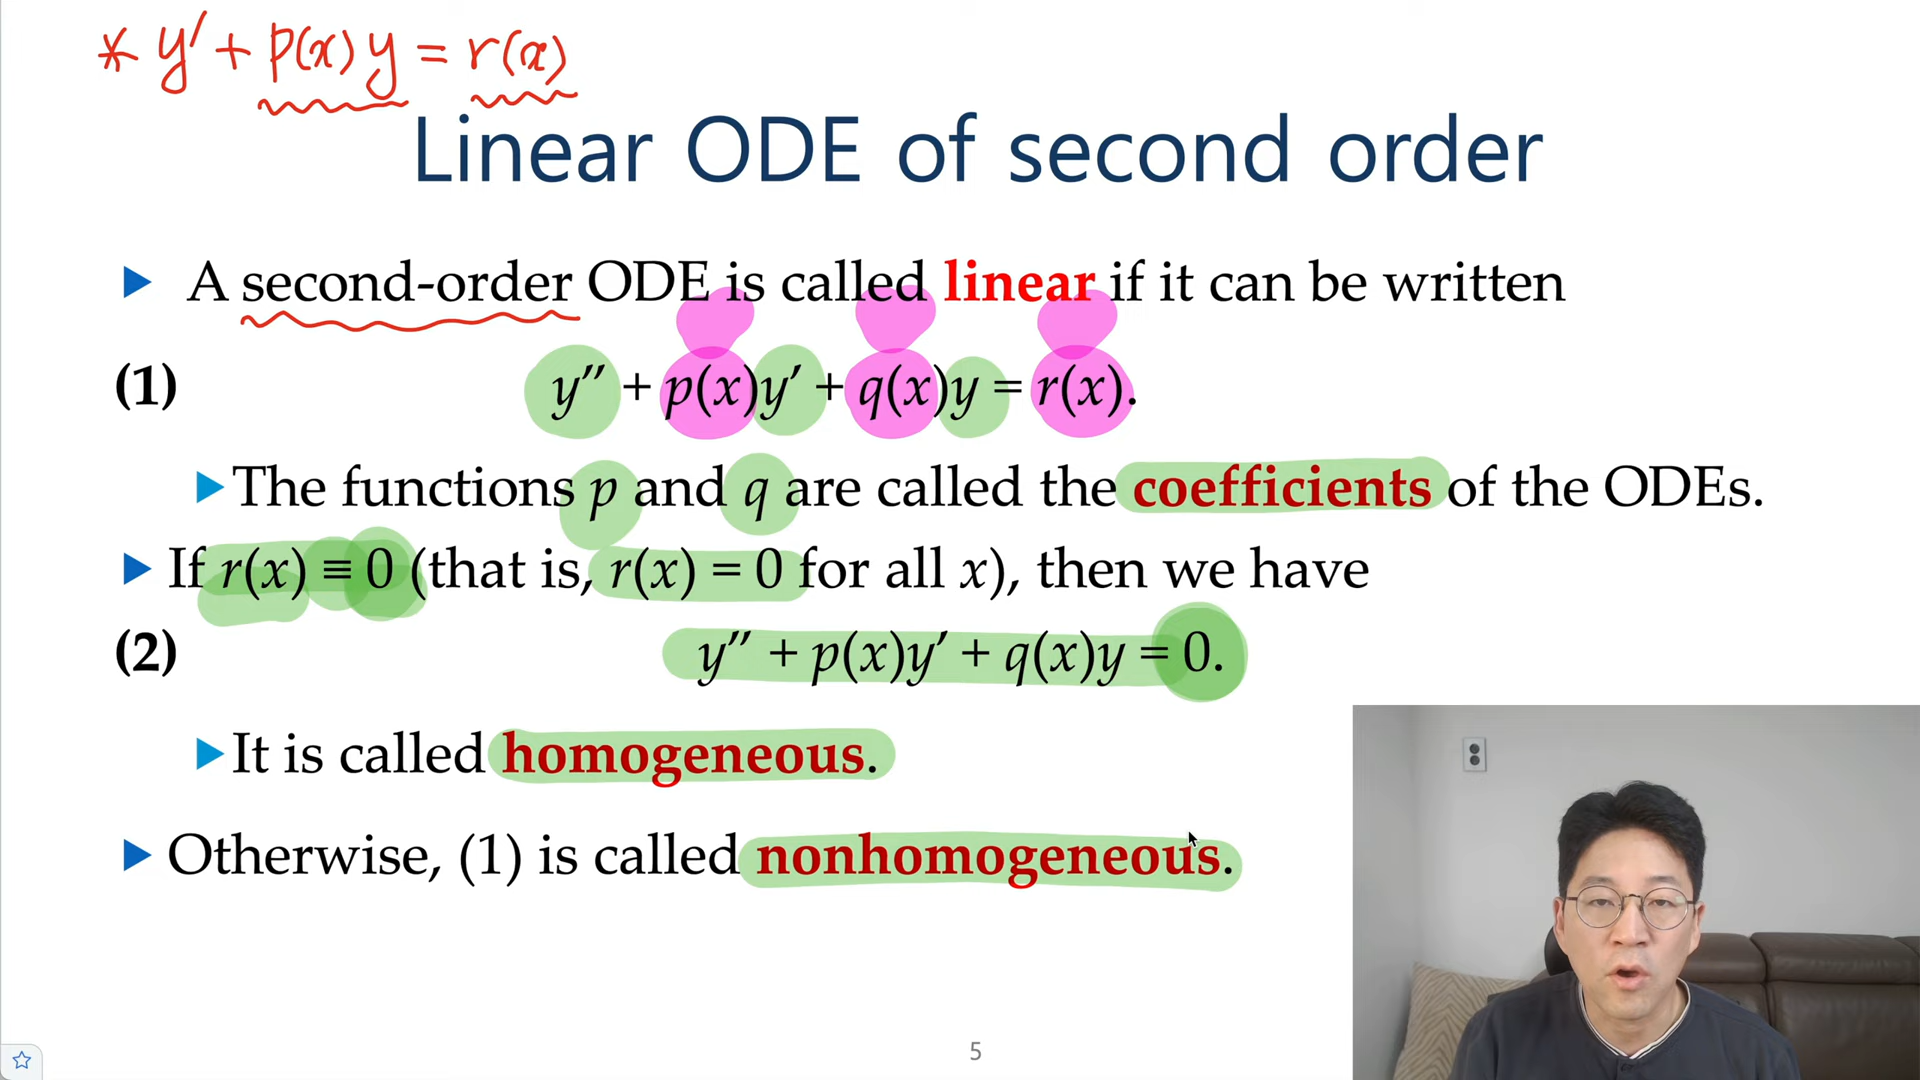 * y′ + p(x) y = r(x)
Linear ODE of second order
A second-order ODE is called linear if it can be written
(1) y″ + p(x)y′ + q(x)y = r(x).
The functions p and q are called the coefficients of the ODEs.
If r(x) ≡ 0 (that is, r(x) = 0 for all x), then we have
(2) y″ + p(x)y′ + q(x)y = 0.
It is called homogeneous.
Otherwise, (1) is called nonhomogeneous.
5